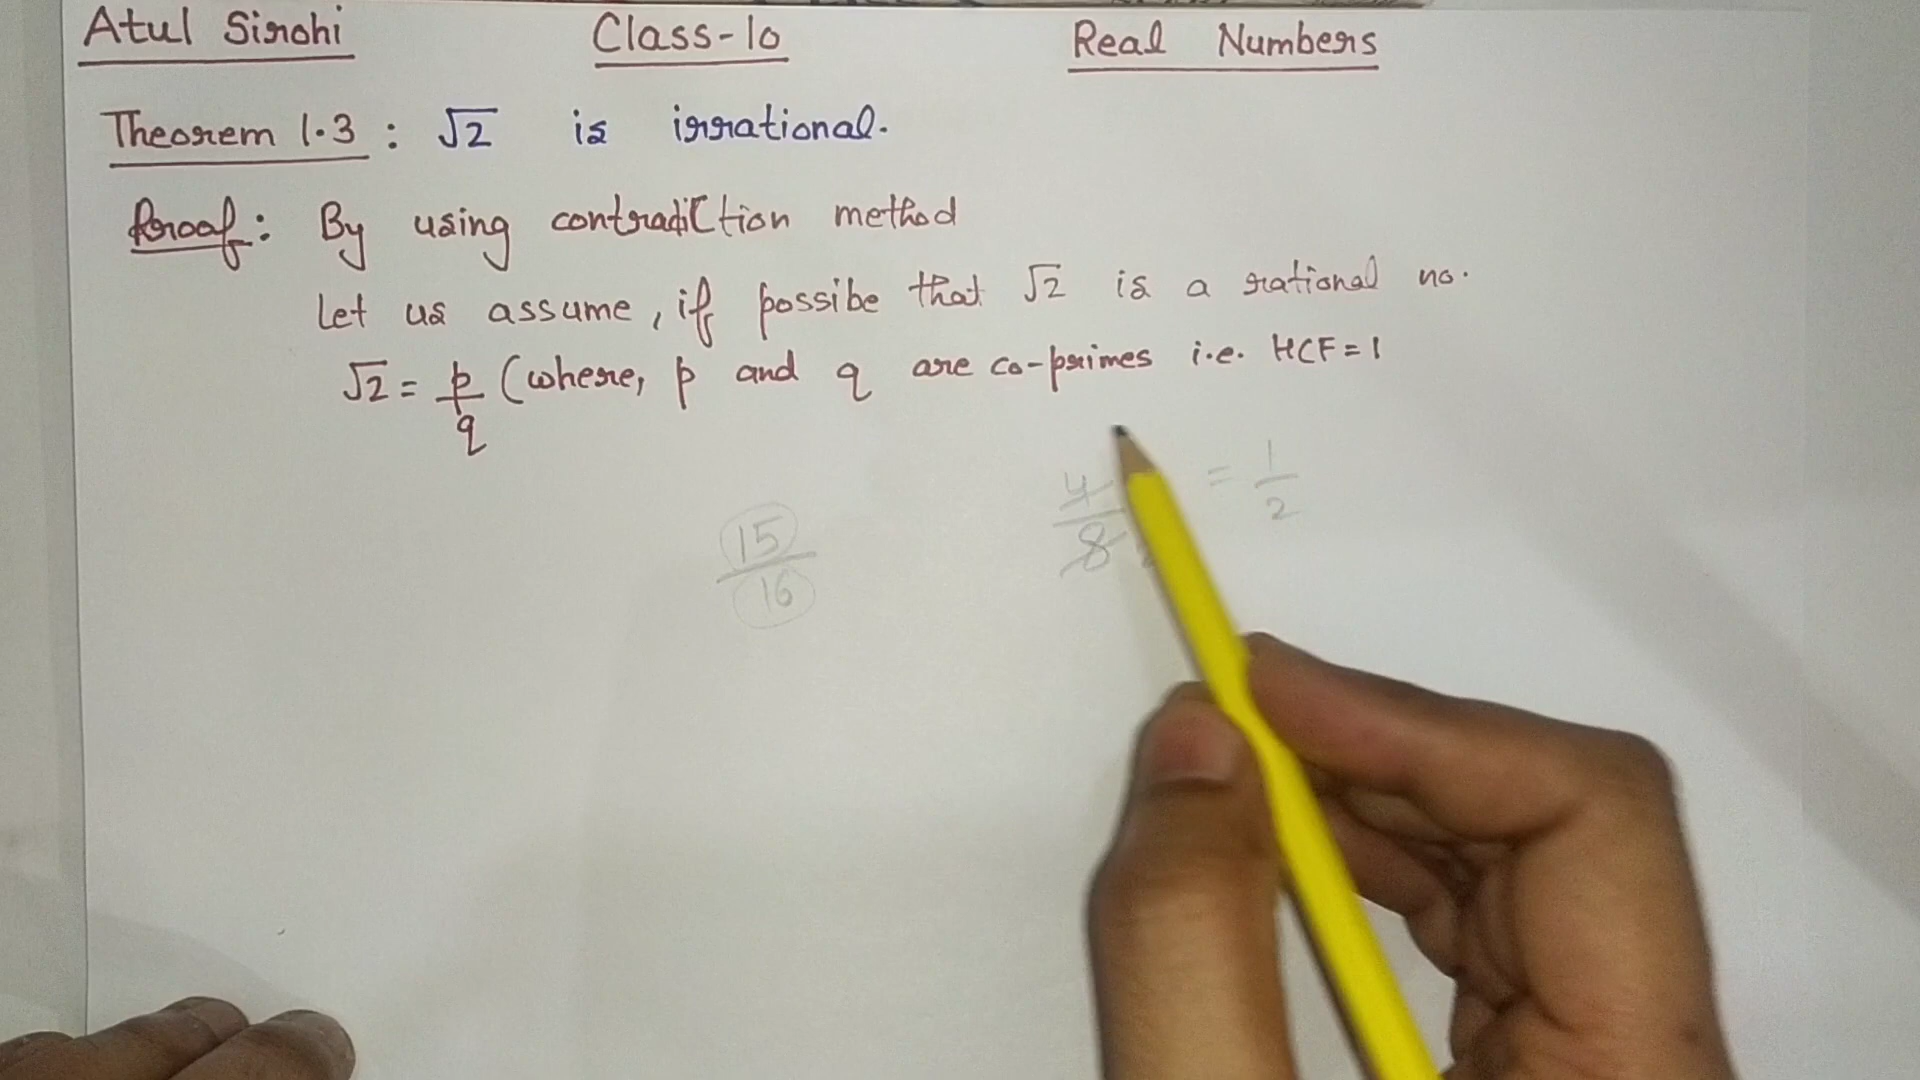 Atul Sirohi Class-10 Real Numbers
Theorem 1.3 : √2 is irrational.
Proof: By using contradiction method
Let us assume, if possibe that √2 is a rational no.
√2 = p/q (where, p and q are co-primes i.e. HCF=1
15/16 4/8 = 1/2